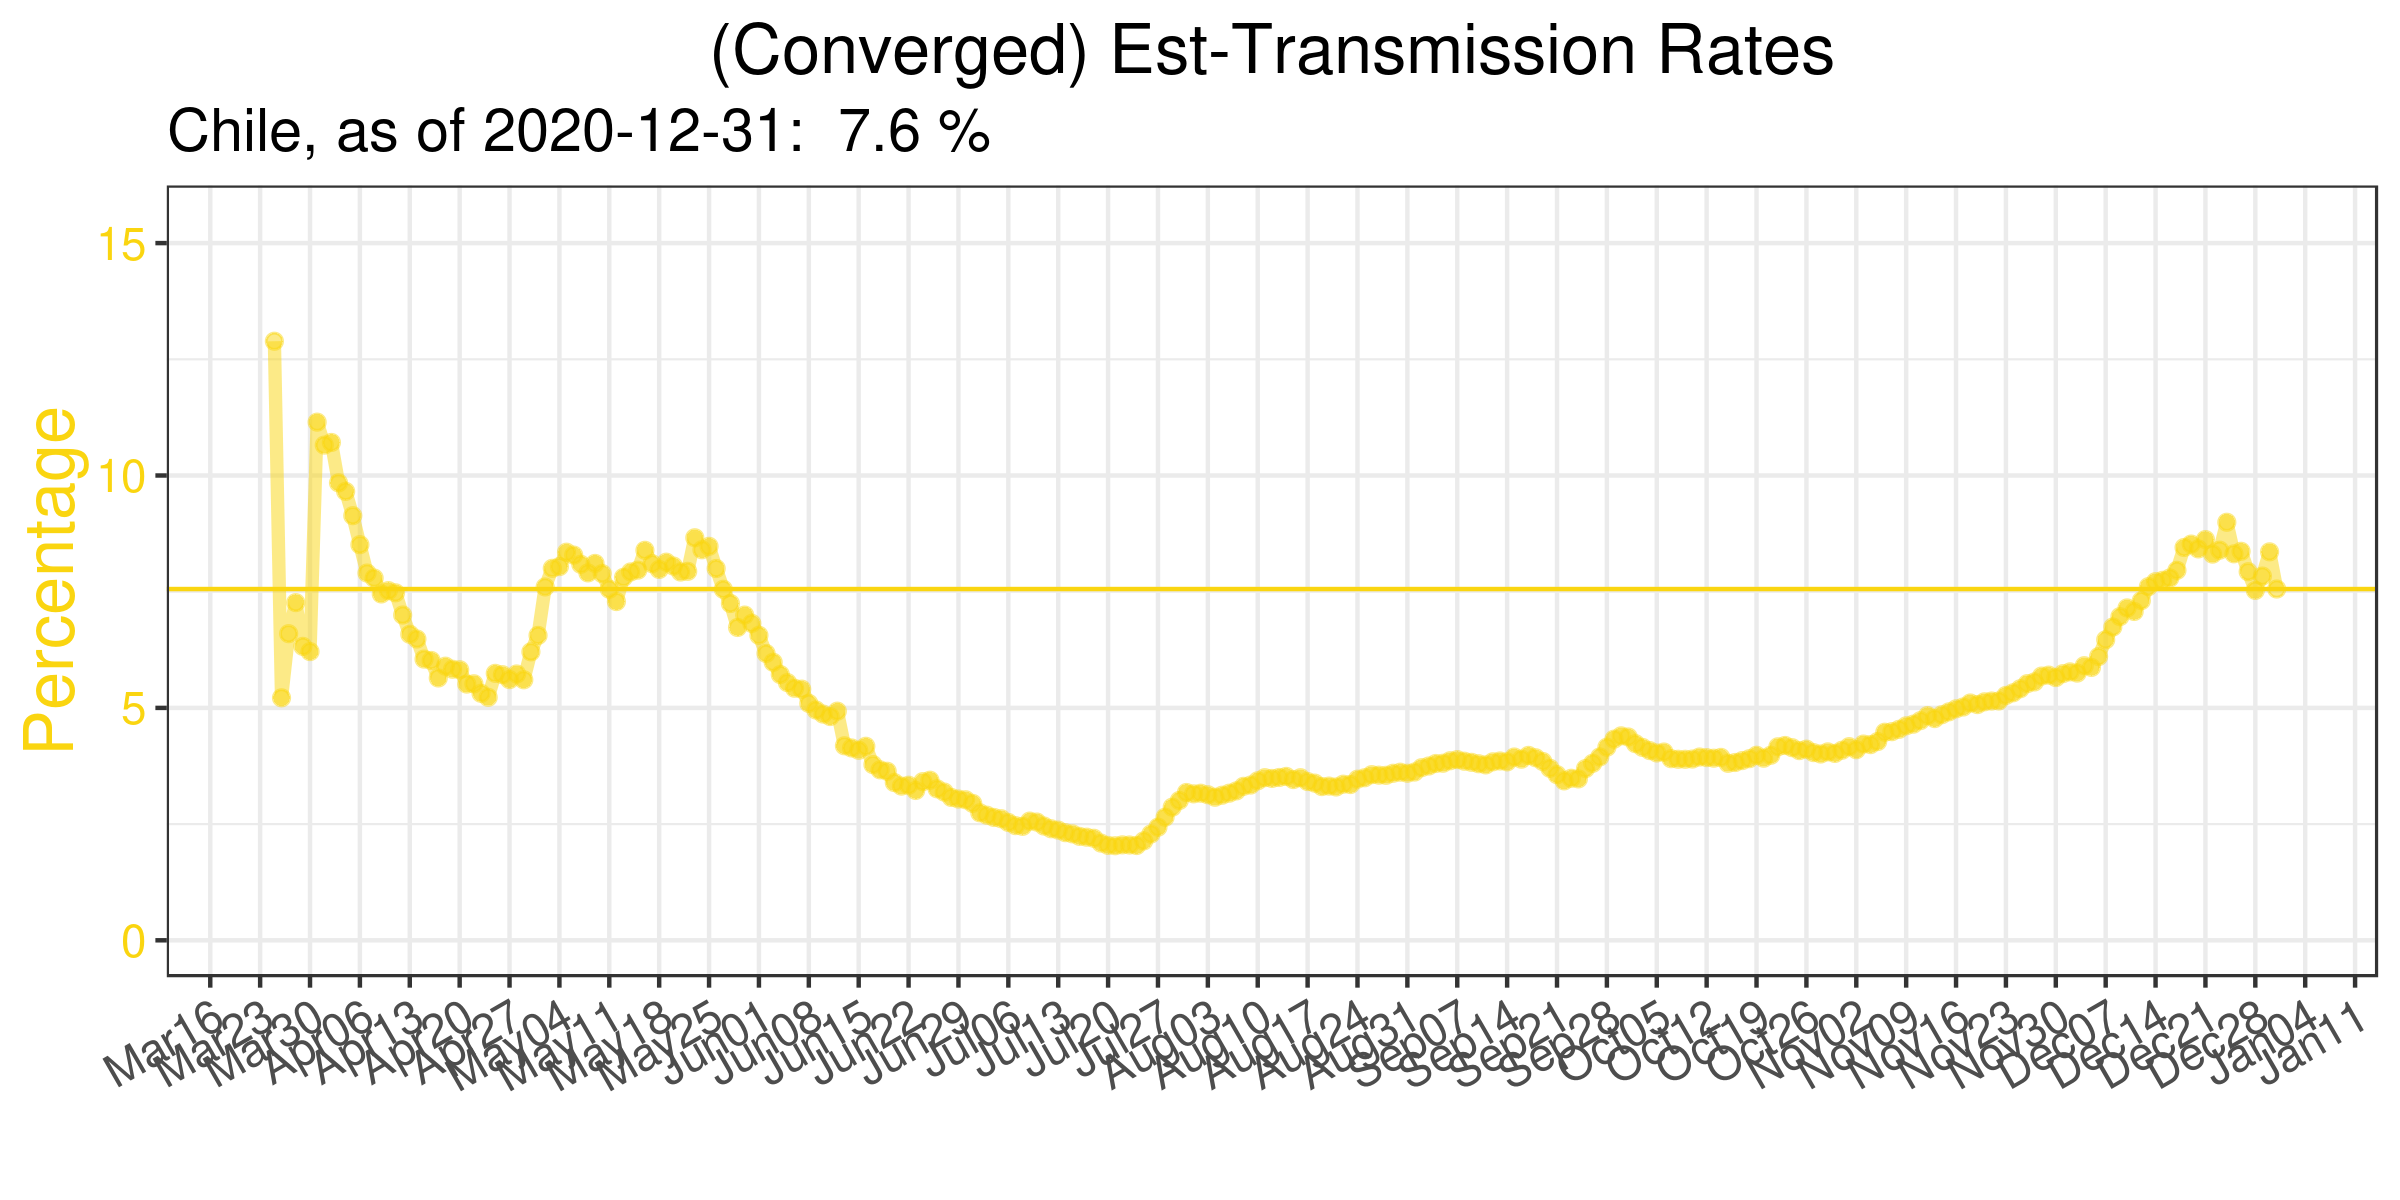 (Converged) Est-Transmission Rates
Chile, as of 2020-12-31:  7.6 %
Percentage
15
10
5
0
Mar16
Mar23
Mar30
Apr06
Apr13
Apr20
Apr27
May04
May11
May18
May25
Jun01
Jun08
Jun15
Jun22
Jun29
Jul06
Jul13
Jul20
Jul27
Aug03
Aug10
Aug17
Aug24
Aug31
Sep07
Sep14
Sep21
Sep28
Oct05
Oct12
Oct19
Oct26
Nov02
Nov09
Nov16
Nov23
Nov30
Dec07
Dec14
Dec21
Dec28
Jan04
Jan11